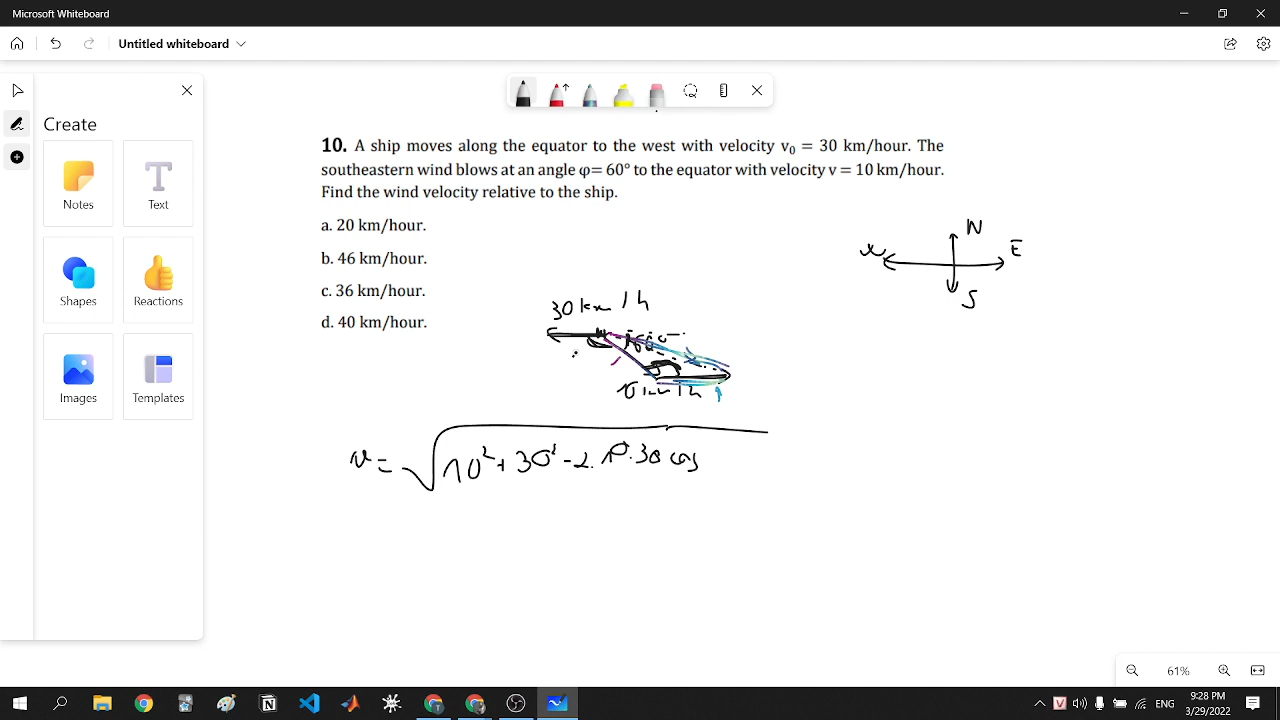 Microsoft Whiteboard
Untitled whiteboard
Create
Notes
Text
Shapes
Reactions
Images
Templates
10. A ship moves along the equator to the west with velocity v₀ = 30 km/hour. The
southeastern wind blows at an angle φ= 60° to the equator with velocity v = 10 km/hour.
Find the wind velocity relative to the ship.
a. 20 km/hour.
b. 46 km/hour.
c. 36 km/hour.
d. 40 km/hour.
N
E
S
30 km / h
10 km / h
v = √10² + 30² - 2. 10. 30 cos
61%
9:28 PM
3/29/2022